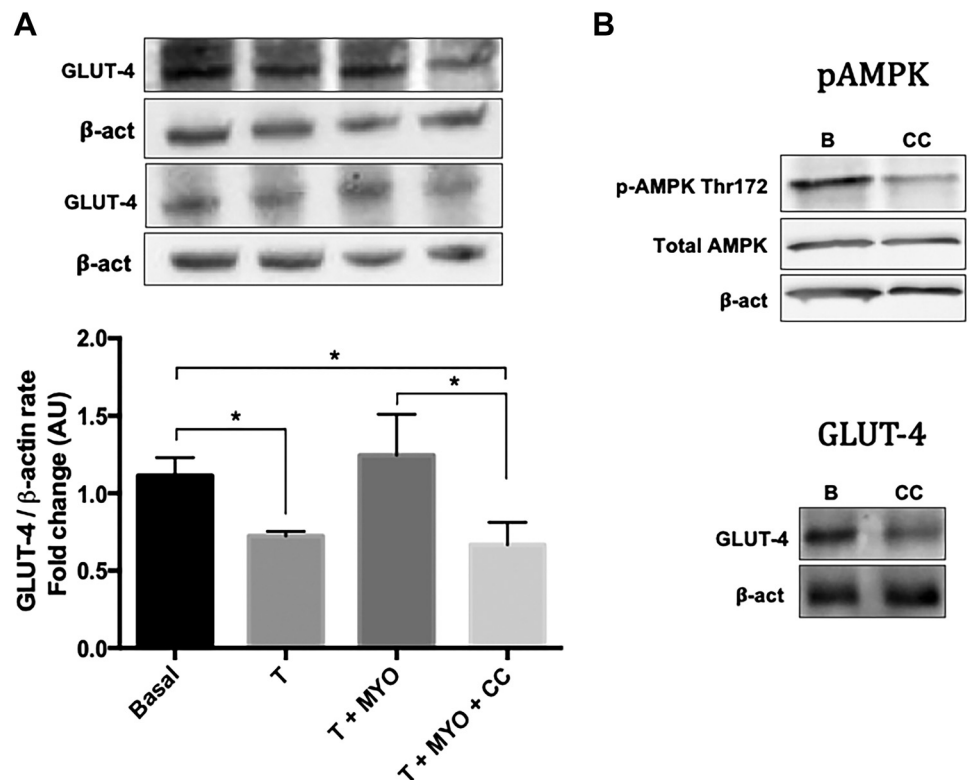 A
GLUT-4
β-act
GLUT-4
β-act
GLUT-4 / β-actin rate
Fold change (AU)
2.0
1.5
1.0
0.5
0.0
*
*
*
Basal
T
T + MYO
T + MYO + CC
B
pAMPK
B CC
p-AMPK Thr172
Total AMPK
β-act
GLUT-4
B CC
GLUT-4
β-act